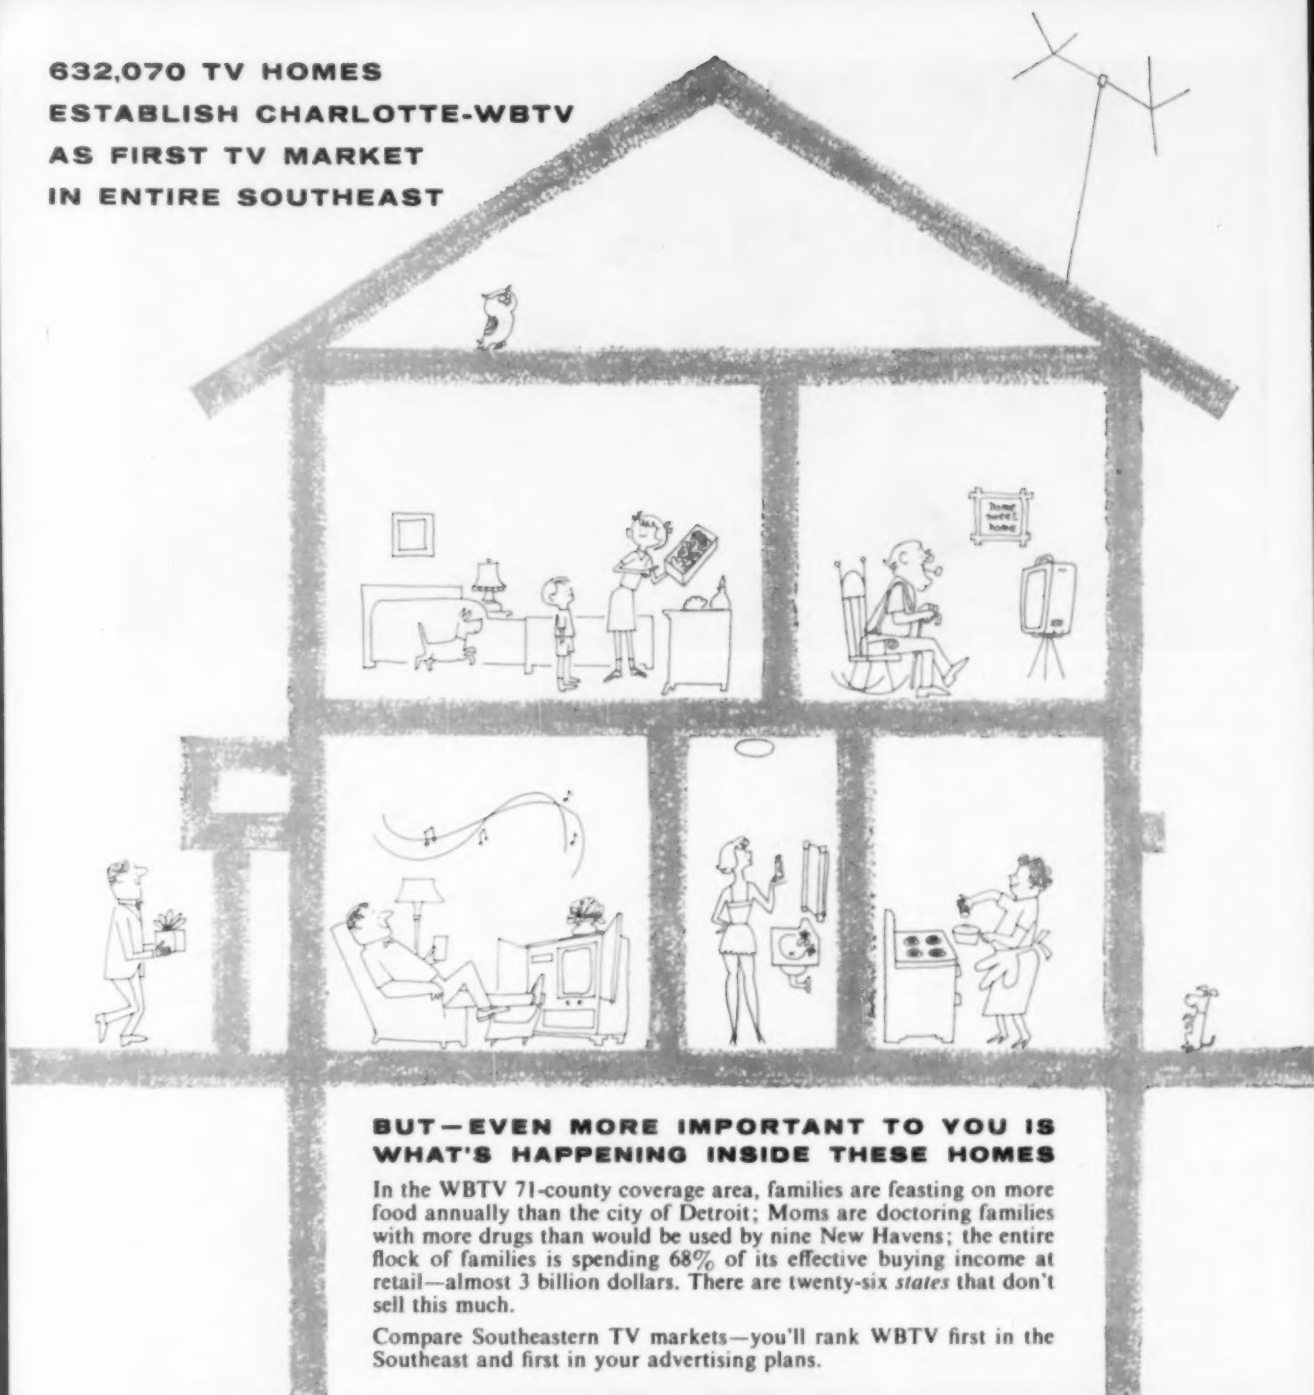 632,070 TV HOMES
ESTABLISH CHARLOTTE-WBTV
AS FIRST TV MARKET
IN ENTIRE SOUTHEAST
home
sweet
home
BUT—EVEN MORE IMPORTANT TO YOU IS
WHAT'S HAPPENING INSIDE THESE HOMES
In the WBTV 71-county coverage area, families are feasting on more
food annually than the city of Detroit; Moms are doctoring families
with more drugs than would be used by nine New Havens; the entire
flock of families is spending 68% of its effective buying income at
retail—almost 3 billion dollars. There are twenty-six states that don't
sell this much.
Compare Southeastern TV markets—you'll rank WBTV first in the
Southeast and first in your advertising plans.